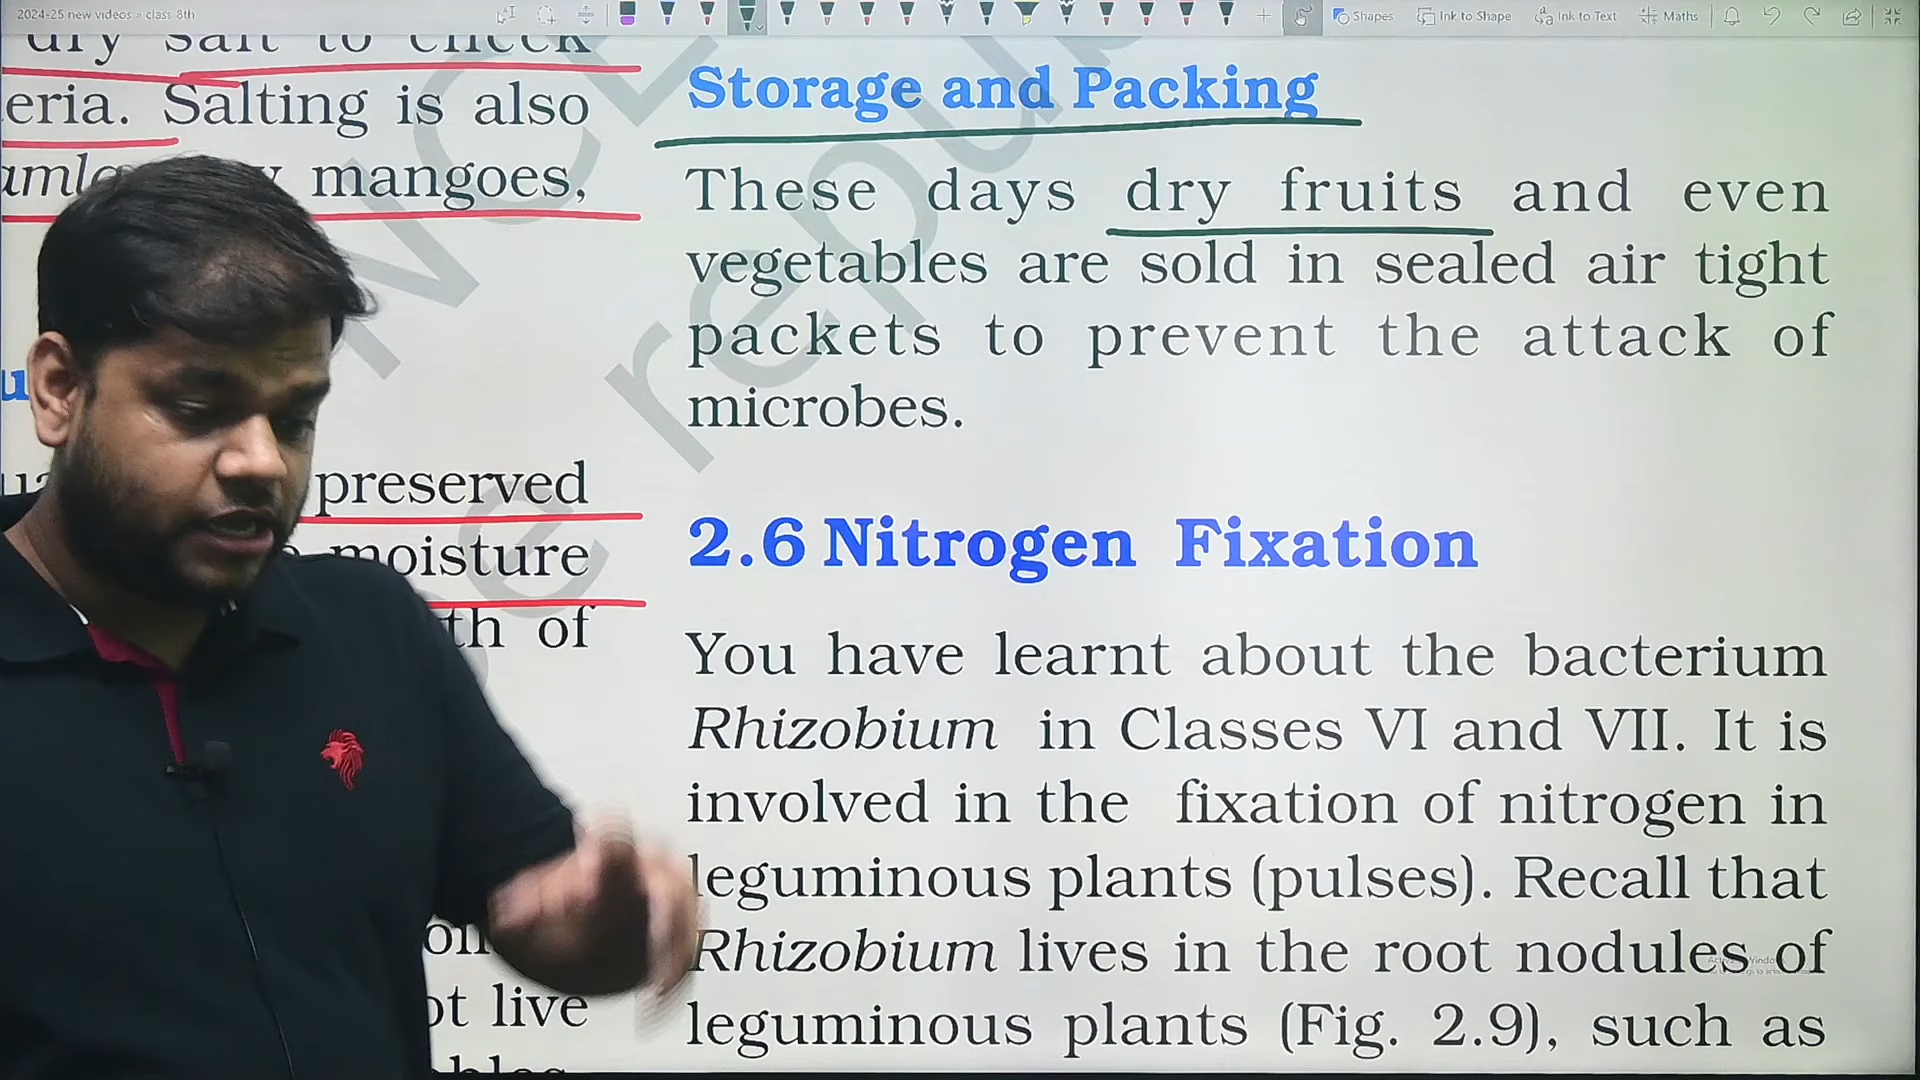 2024-25 new videos a class 8th
Shapes Ink to Shape Ink to Text Maths
dry salt to check
eria. Salting is also
mangoes,
preserved
moisture
th of
ot live
Storage and Packing
These days dry fruits and even
vegetables are sold in sealed air tight
packets to prevent the attack of
microbes.
2.6 Nitrogen Fixation
You have learnt about the bacterium
Rhizobium in Classes VI and VII. It is
involved in the fixation of nitrogen in
leguminous plants (pulses). Recall that
Rhizobium lives in the root nodules of
leguminous plants (Fig. 2.9), such as